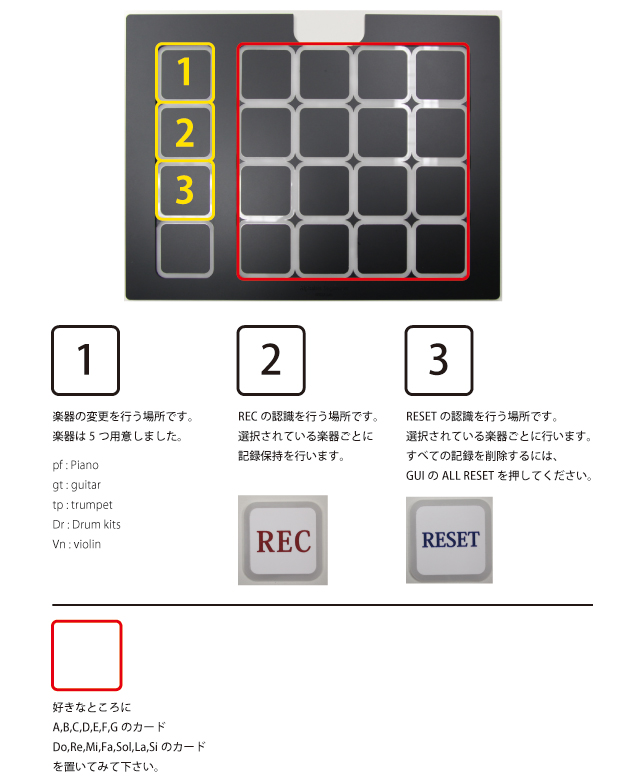 1
2
3
1
楽器の変更を行う場所です。
楽器は5つ用意しました。
pf : Piano
gt : guitar
tp : trumpet
Dr : Drum kits
Vn : violin
2
REC の認識を行う場所です。
選択されている楽器ごとに
記録保持を行います。
REC
3
RESET の認識を行う場所です。
選択されている楽器ごとに行います。
すべての記録を削除するには、
GUI の ALL RESET を押してください。
RESET
好きなところに
A,B,C,D,E,F,G のカード
Do,Re,Mi,Fa,Sol,La,Si のカード
を置いてみて下さい。